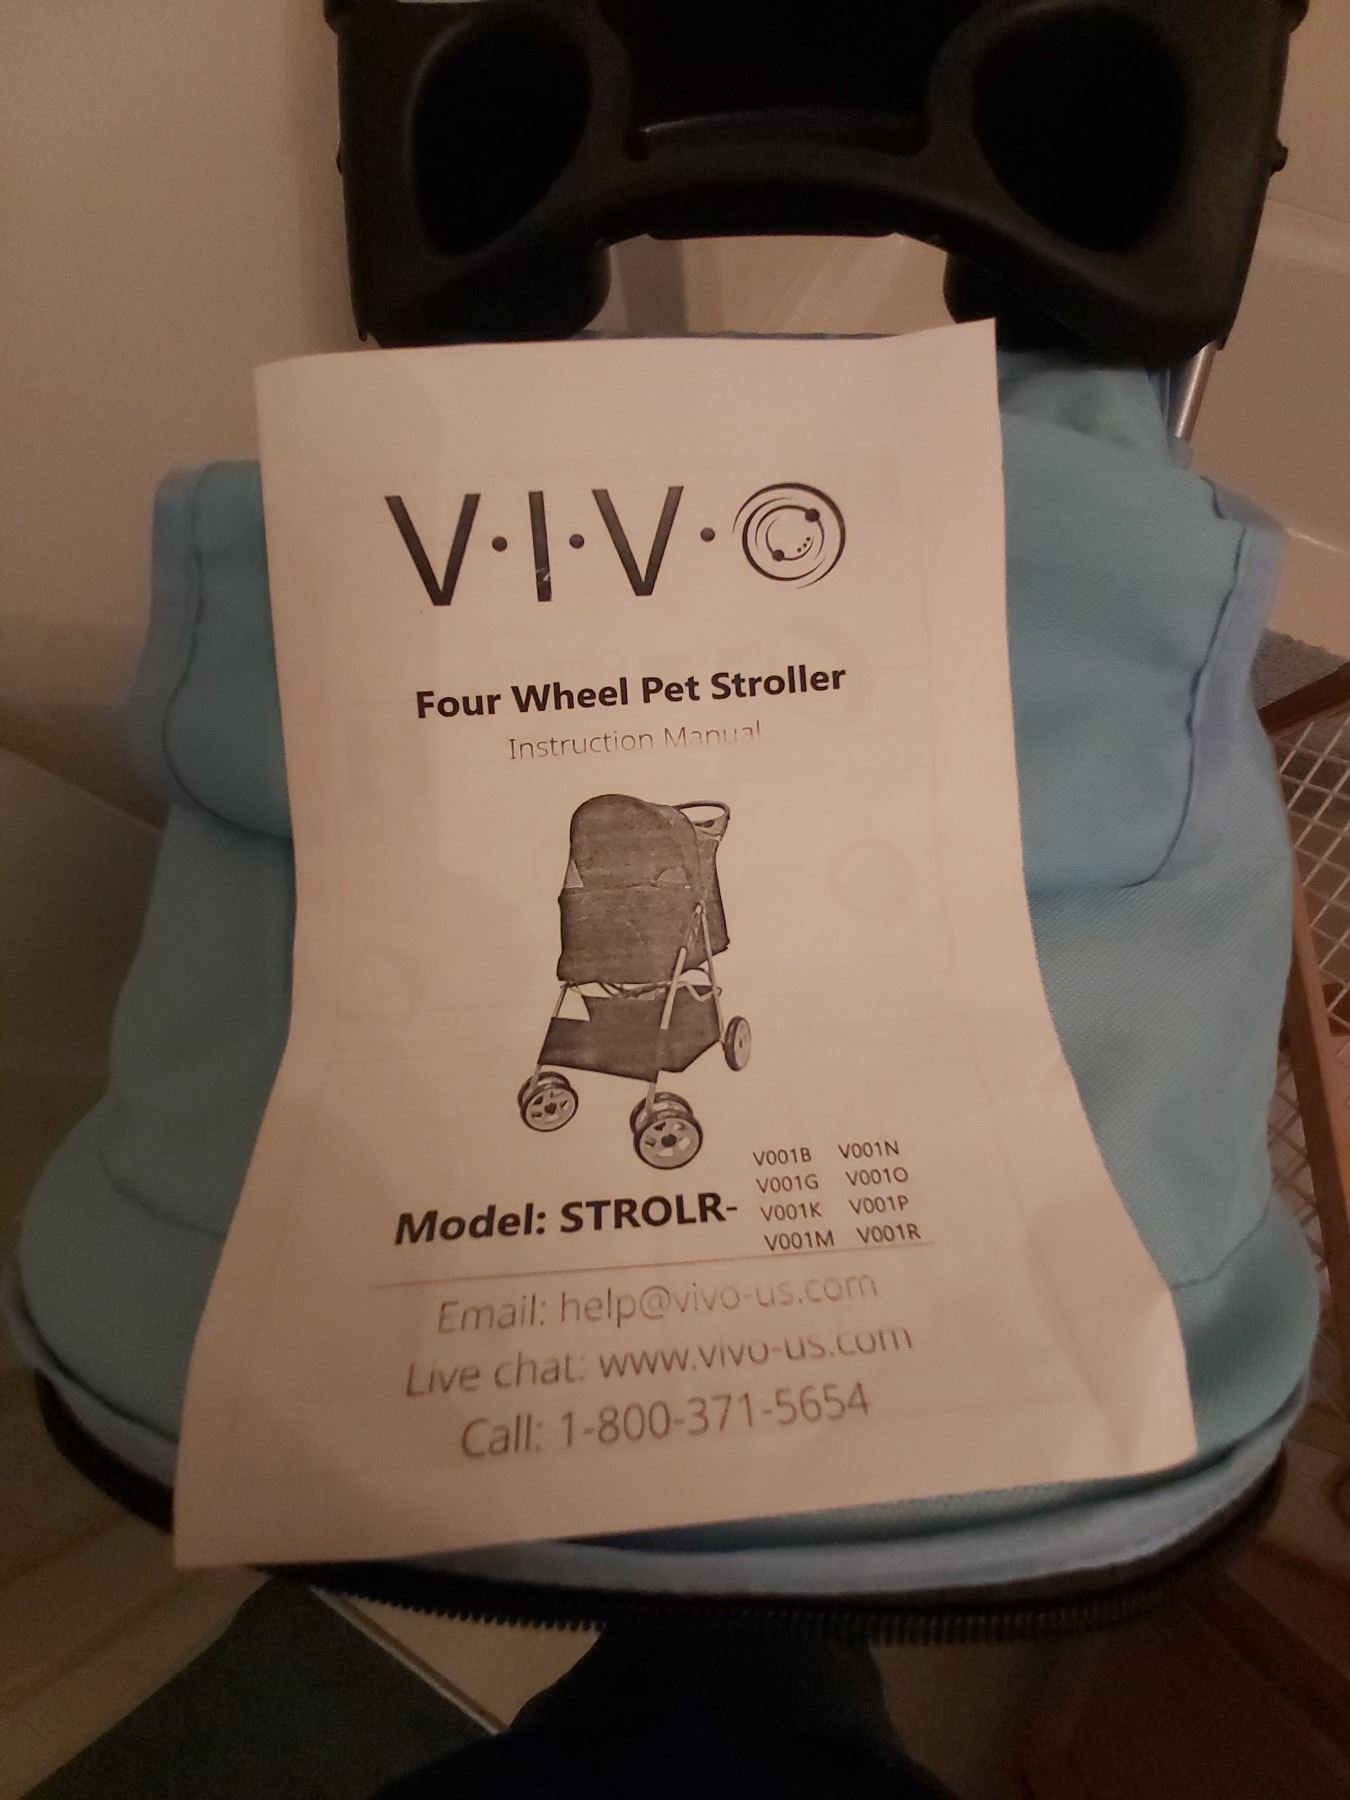 V·I·V·O
Four Wheel Pet Stroller
Instruction Manual
Model: STROLR-
V001B V001N
V001G V001O
V001K V001P
V001M V001R
Email: help@vivo-us.com
Live chat: www.vivo-us.com
Call: 1-800-371-5654